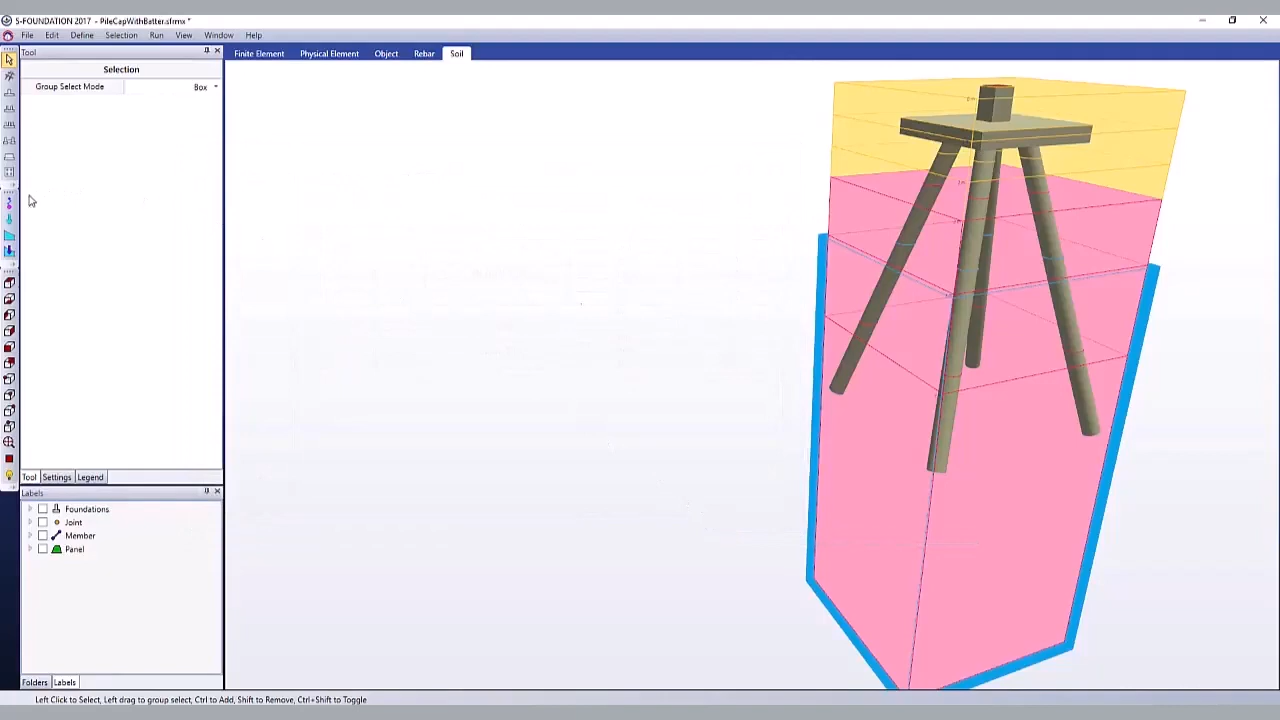 S-FOUNDATION 2017 - PileCapWithBatter.sfrmx *
File Edit Define Selection Run View Window Help
Tool
Finite Element Physical Element Object Rebar Soil
Selection
Group Select Mode Box
Tool Settings Legend
Labels
Foundations
Joint
Member
Panel
Folders Labels
Left Click to Select, Left drag to group select, Ctrl to Add, Shift to Remove, Ctrl+Shift to Toggle